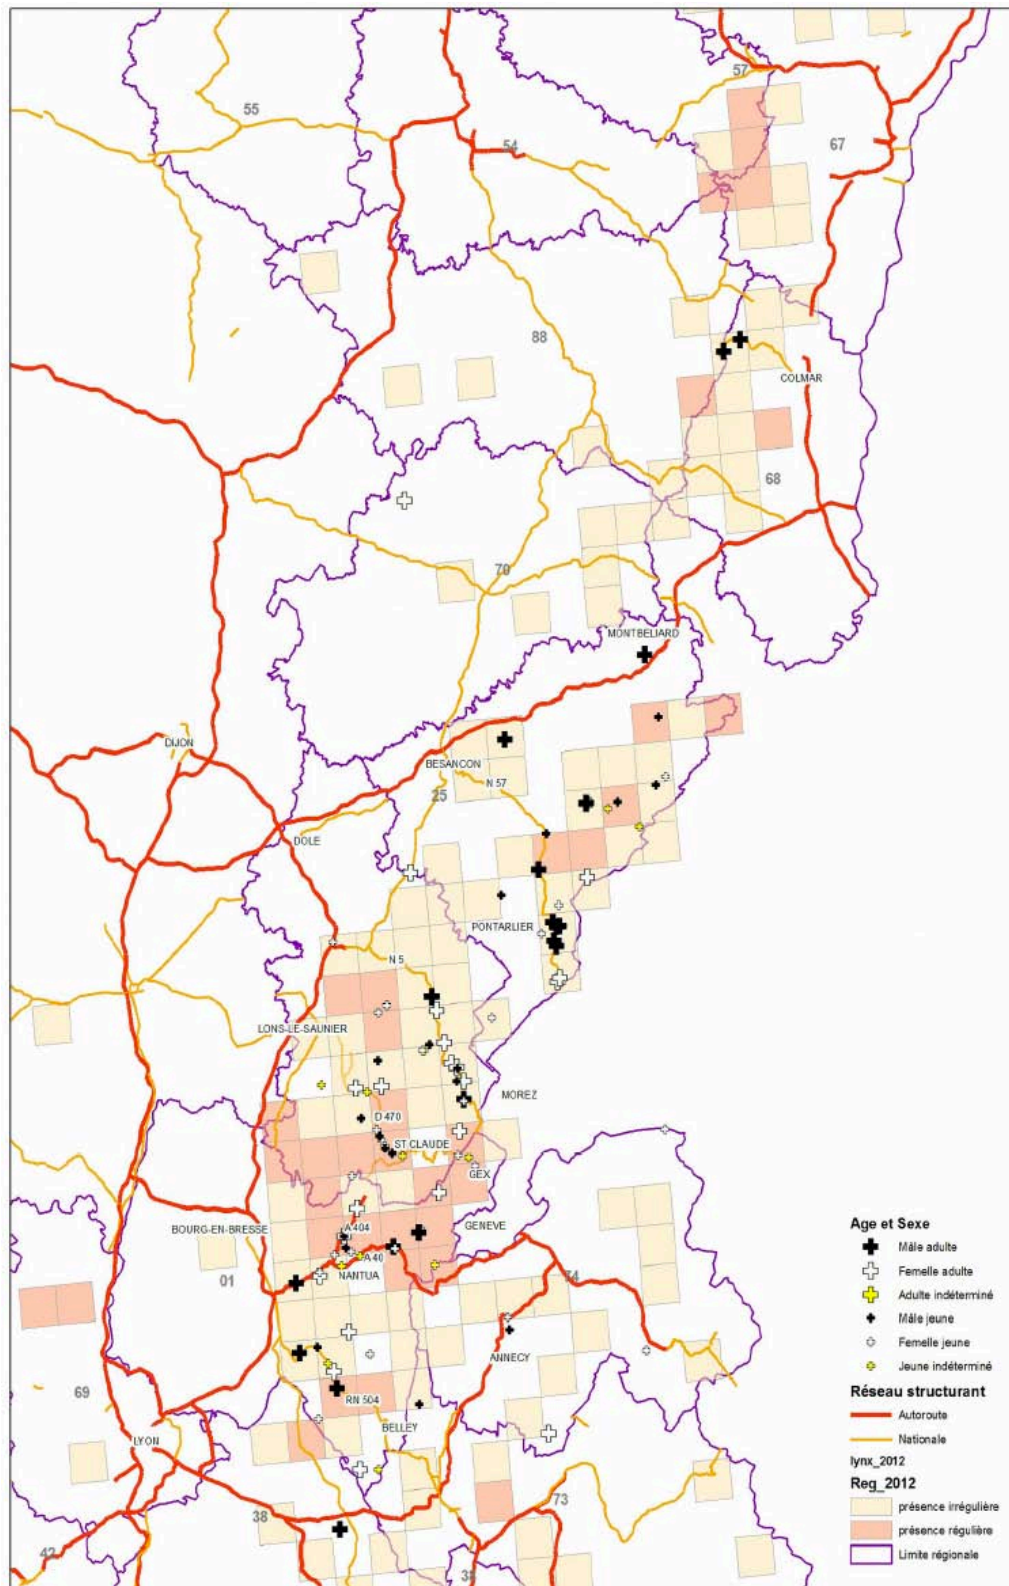 57
55
54
67
88
COLMAR
68
70
MONTBELIARD
DIJON
BESANCON
N 57
25
DOLE
PONTARLIER
N 5
LONS-LE-SAUNIER
MOREZ
D 470
ST CLAUDE
GEX
BOURG-EN-BRESSE
A 404
GENEVE
A 40
NANTUA
01
74
ANNECY
69
RN 504
BELLEY
LYON
38
73
42
38
Age et Sexe
Mâle adulte
Femelle adulte
Adulte indéterminé
Mâle jeune
Femelle jeune
Jeune indéterminé
Réseau structurant
Autoroute
Nationale
lynx_2012
Reg_2012
présence irrégulière
présence régulière
Limite régionale